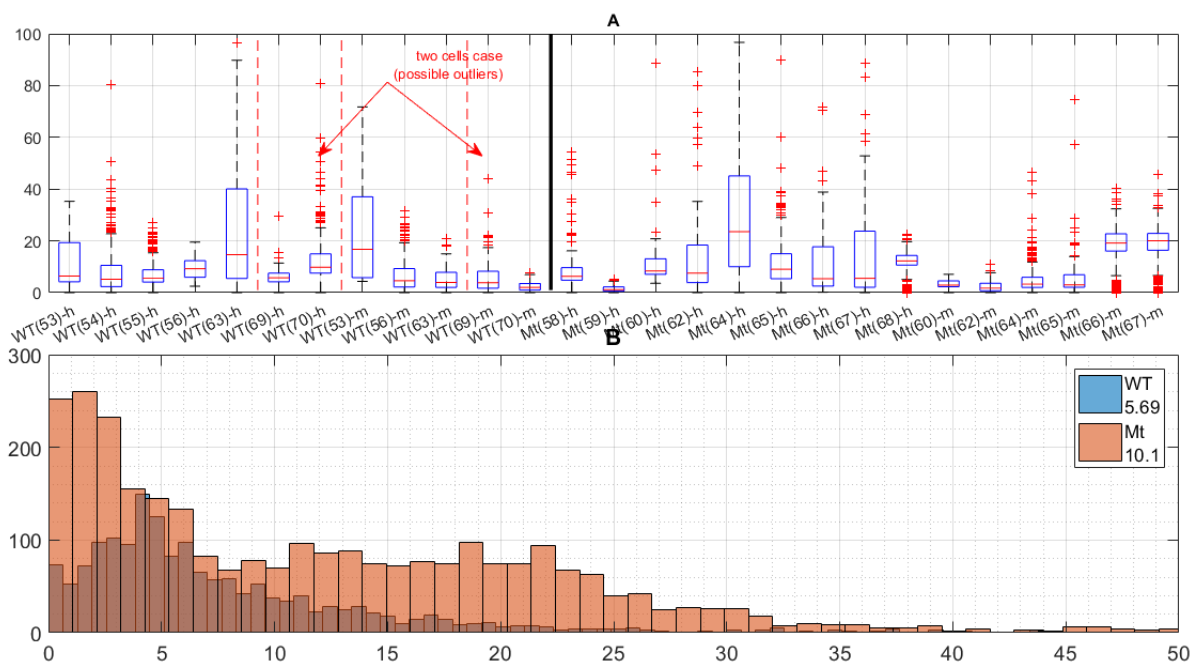 A
100
80
60
40
20
0
two cells case
(possible outliers)
WT(53)-h
WT(54)-h
WT(55)-h
WT(56)-h
WT(63)-h
WT(69)-h
WT(70)-h
WT(53)-m
WT(56)-m
WT(63)-m
WT(69)-m
WT(70)-m
Mt(58)-h
Mt(59)-h
Mt(60)-h
Mt(62)-h
Mt(64)-h
Mt(65)-h
Mt(66)-h
Mt(67)-h
Mt(68)-h
Mt(60)-m
Mt(62)-m
Mt(64)-m
Mt(65)-m
Mt(66)-m
Mt(67)-m
B
300
200
100
0
WT
5.69
Mt
10.1
0 5 10 15 20 25 30 35 40 45 50